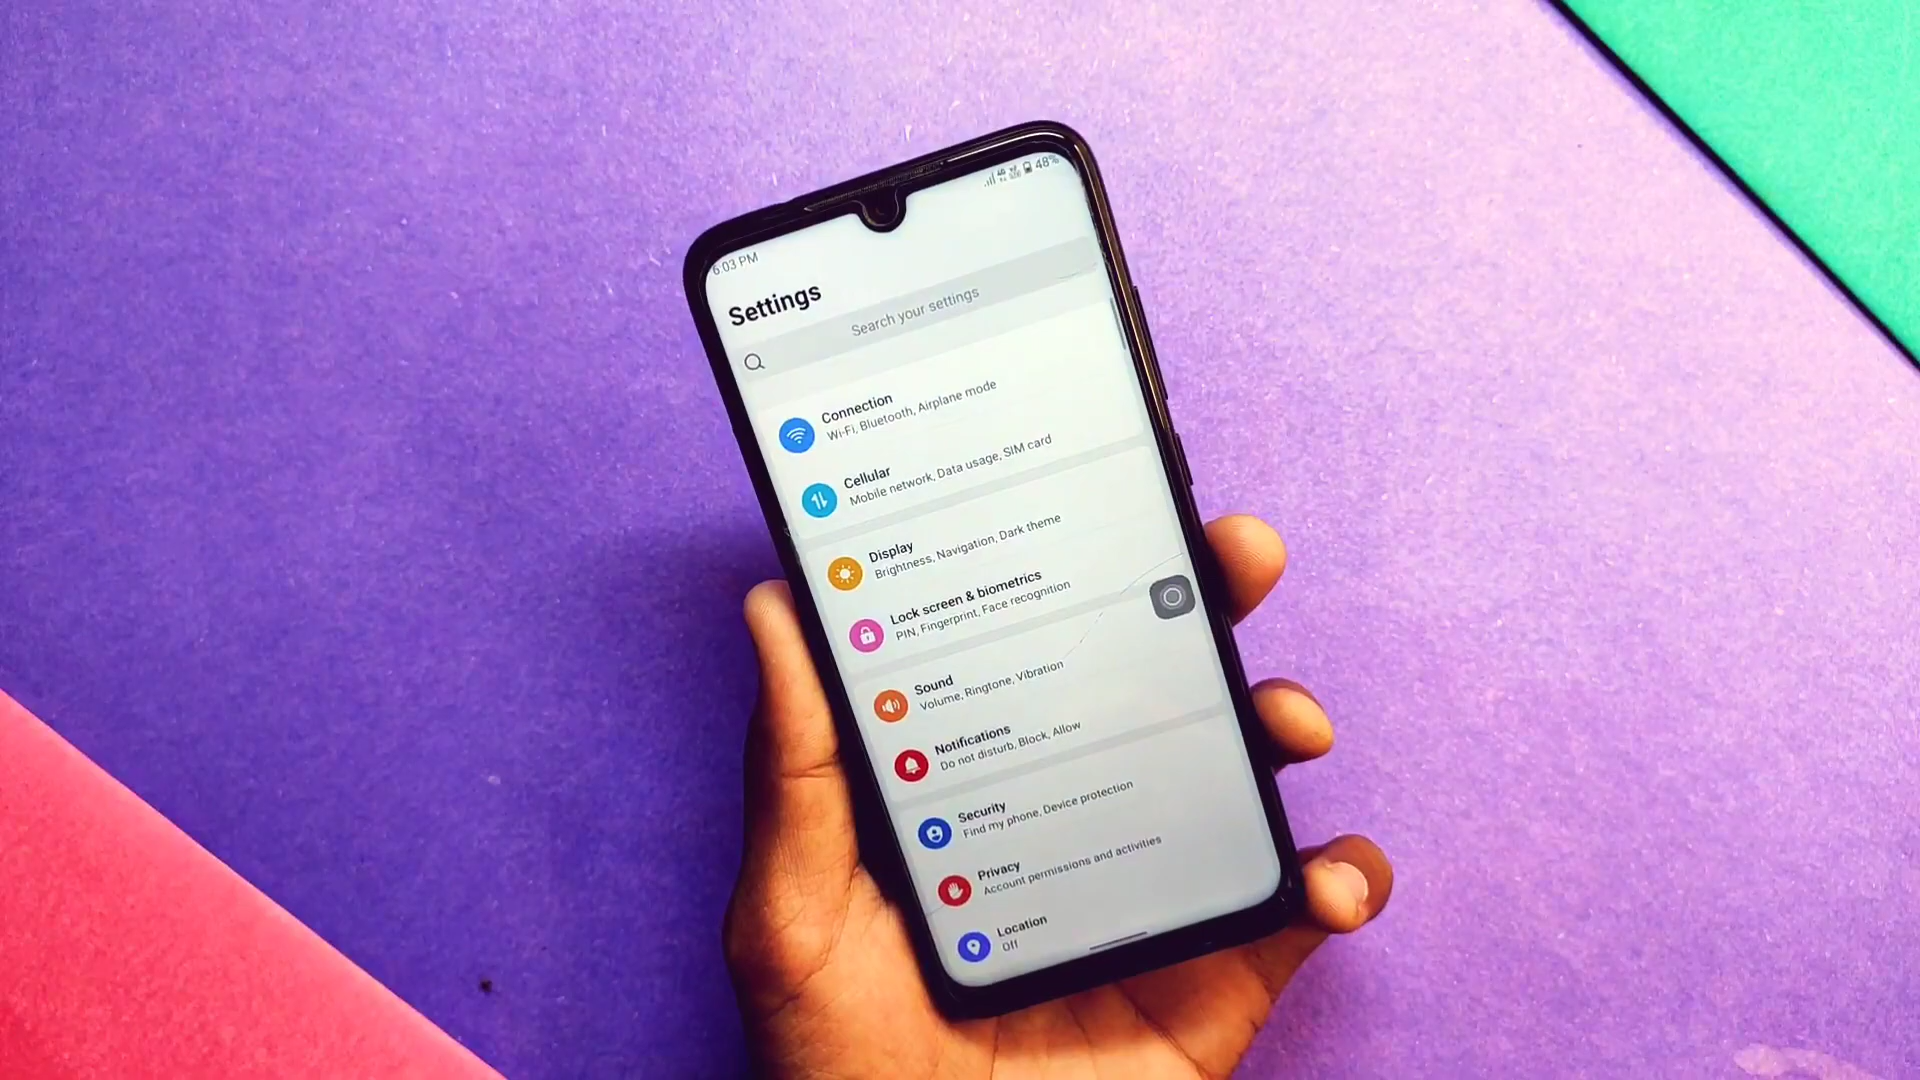 6:03 PM
48%
Settings
Search your settings
Connection
Wi-Fi, Bluetooth, Airplane mode
Cellular
Mobile network, Data usage, SIM card
Display
Brightness, Navigation, Dark theme
Lock screen & biometrics
PIN, Fingerprint, Face recognition
Sound
Volume, Ringtone, Vibration
Notifications
Do not disturb, Block, Allow
Security
Find my phone, Device protection
Privacy
Account permissions and activities
Location
Off